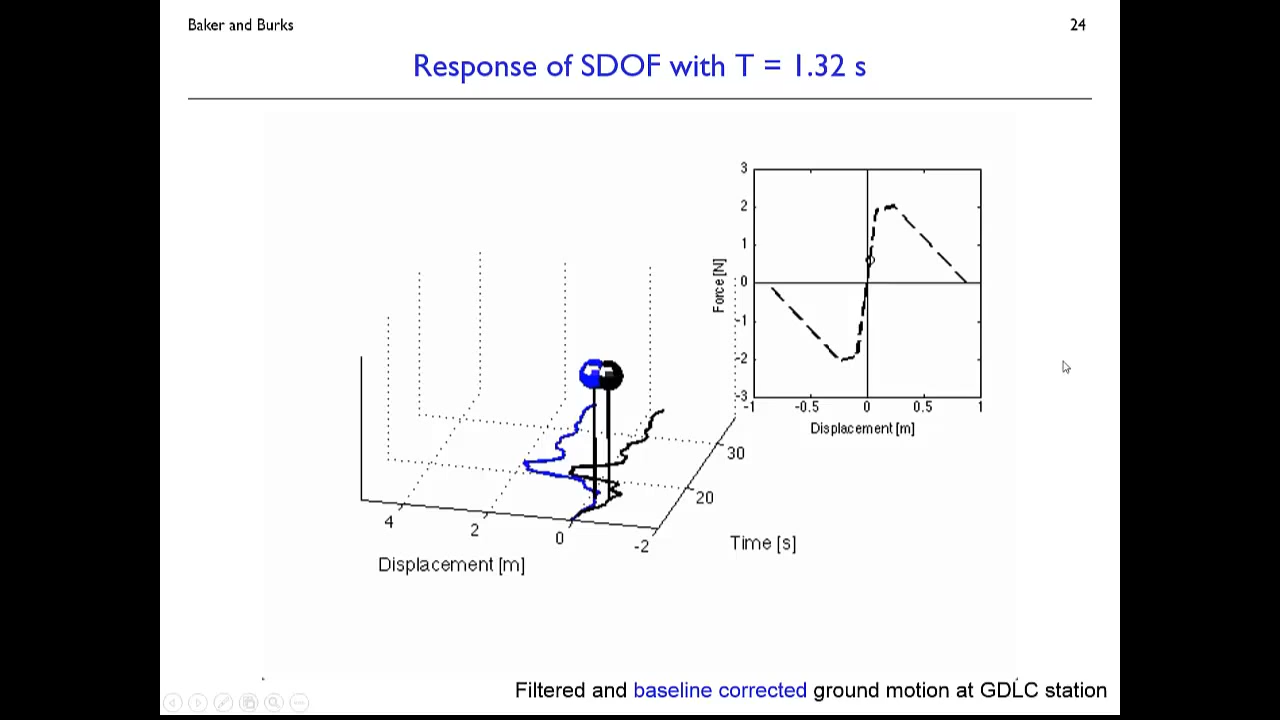 Baker and Burks
24
Response of SDOF with T = 1.32 s
3
2
1
0
-1
-2
-3
Force [N]
-1 -0.5 0 0.5 1
Displacement [m]
30
20
4 2 0 -2
Time [s]
Displacement [m]
Filtered and baseline corrected ground motion at GDLC station